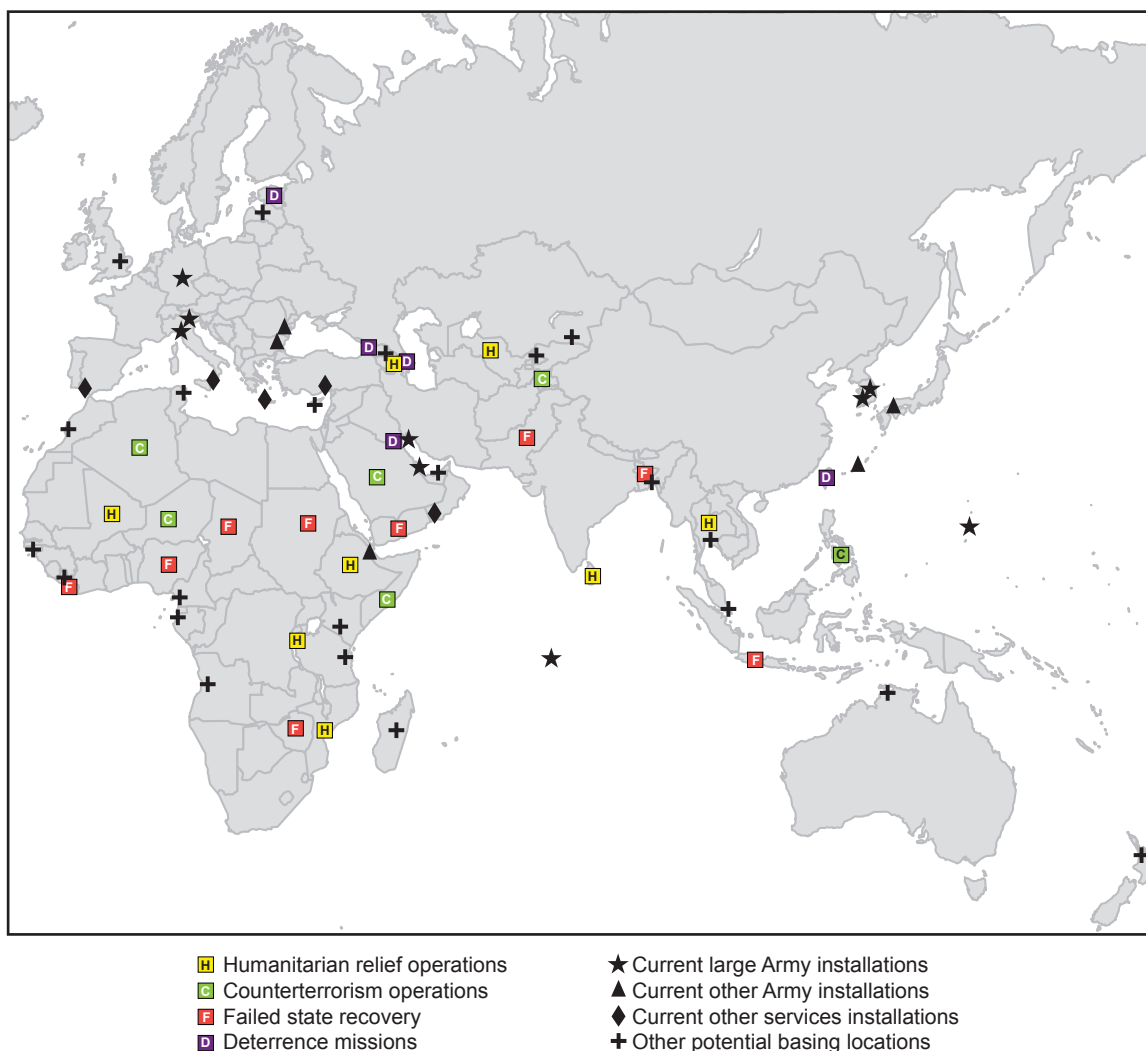 D
D H
H D
C
F
D
C
F
C D
H C F F F H
C
F H
H
F
C
H
F
F H
H Humanitarian relief operations
C Counterterrorism operations
F Failed state recovery
D Deterrence missions
Current large Army installations
Current other Army installations
Current other services installations
Other potential basing locations